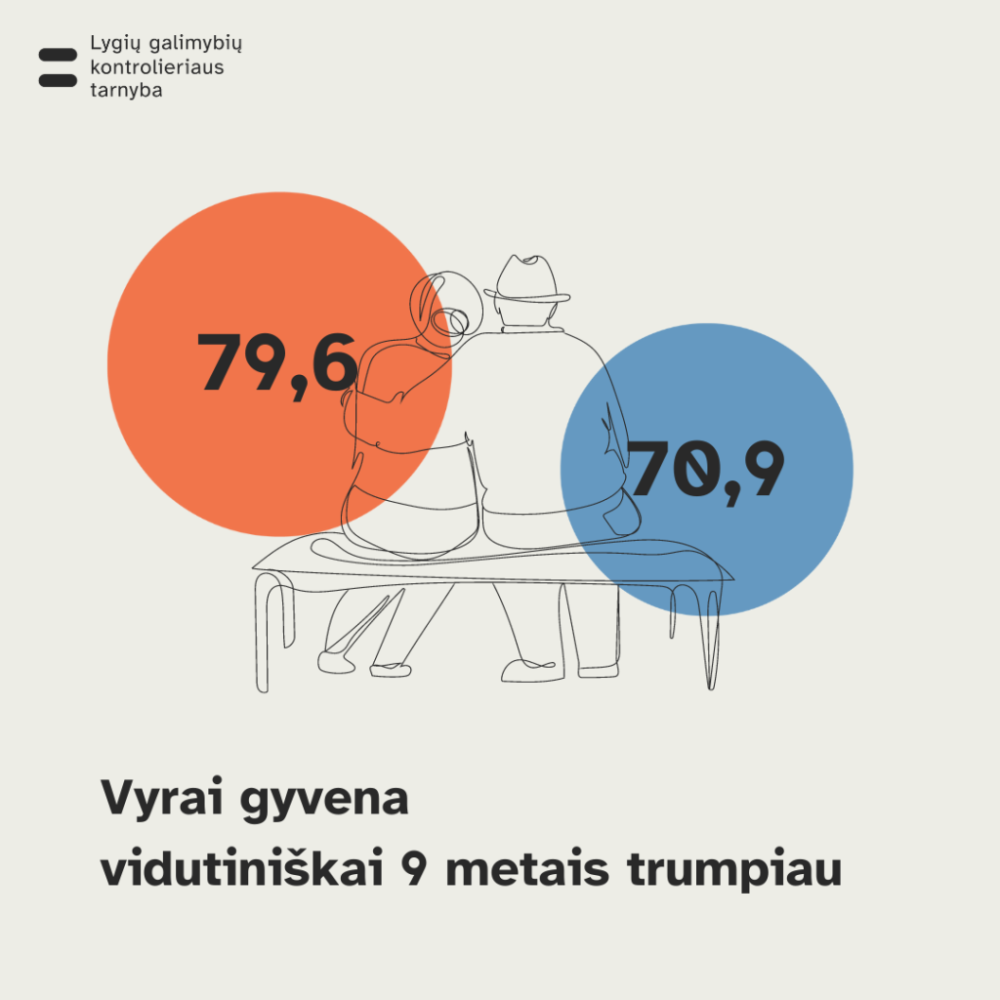 Lygių galimybių
kontrolieriaus
tarnyba
79,6
70,9
Vyrai gyvena
vidutiniškai 9 metais trumpiau